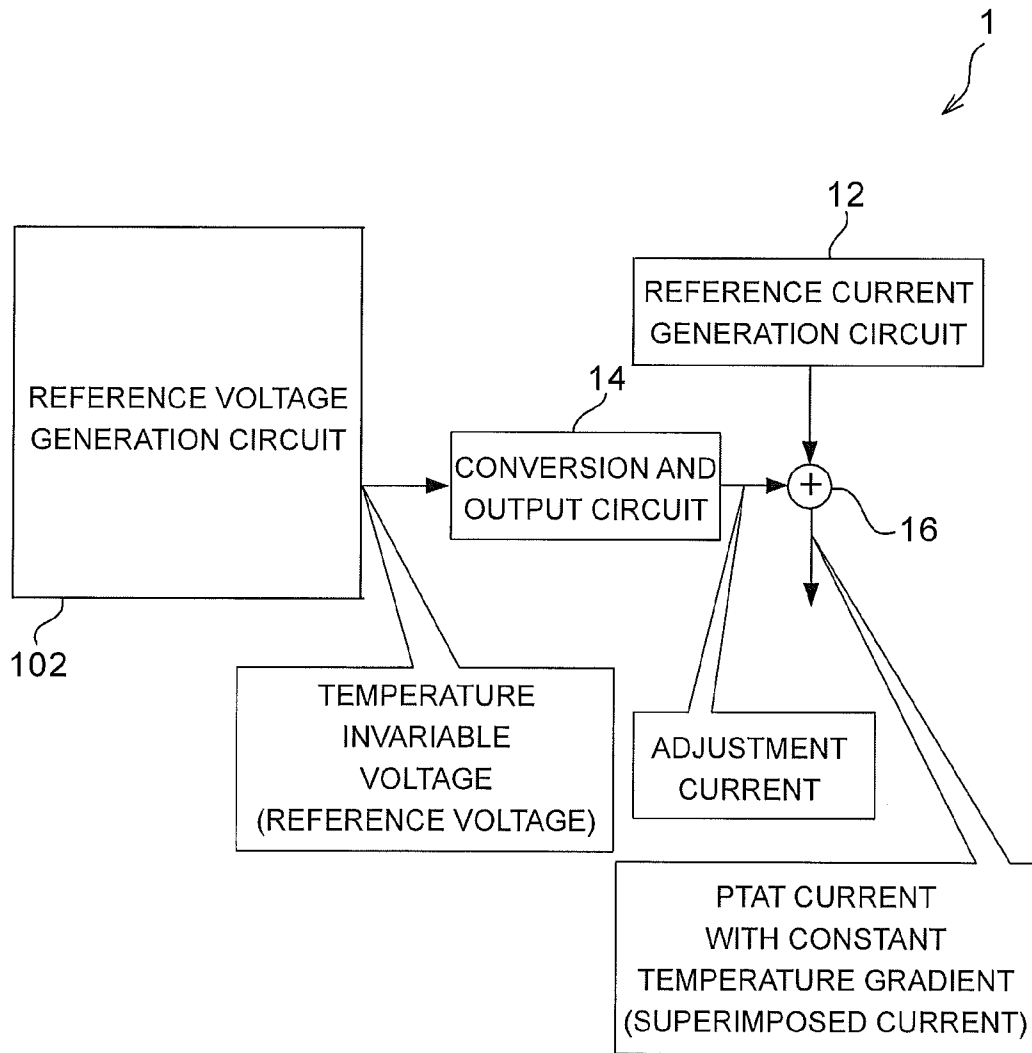 1
12
REFERENCE CURRENT
GENERATION CIRCUIT
REFERENCE VOLTAGE
GENERATION CIRCUIT
14
CONVERSION AND
OUTPUT CIRCUIT
+
16
102
TEMPERATURE
INVARIABLE
VOLTAGE
(REFERENCE VOLTAGE)
ADJUSTMENT
CURRENT
PTAT CURRENT
WITH CONSTANT
TEMPERATURE GRADIENT
(SUPERIMPOSED CURRENT)